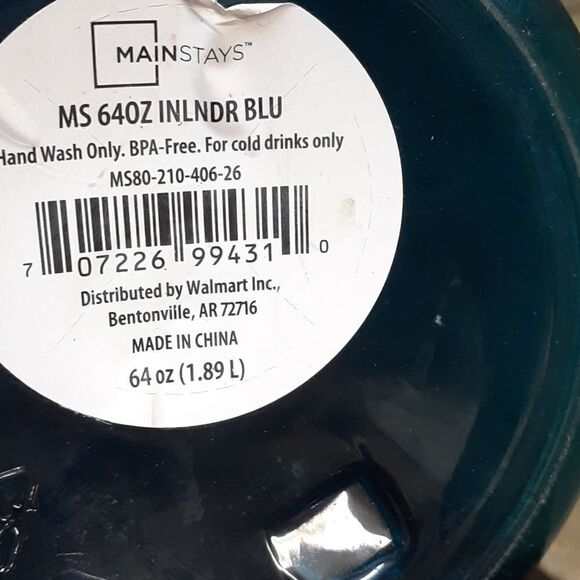 MAINSTAYS™
MS 64OZ INLNDR BLU
Hand Wash Only. BPA-Free. For cold drinks only
MS80-210-406-26
7 07226 99431 0
Distributed by Walmart Inc.,
Bentonville, AR 72716
MADE IN CHINA
64 oz (1.89 L)